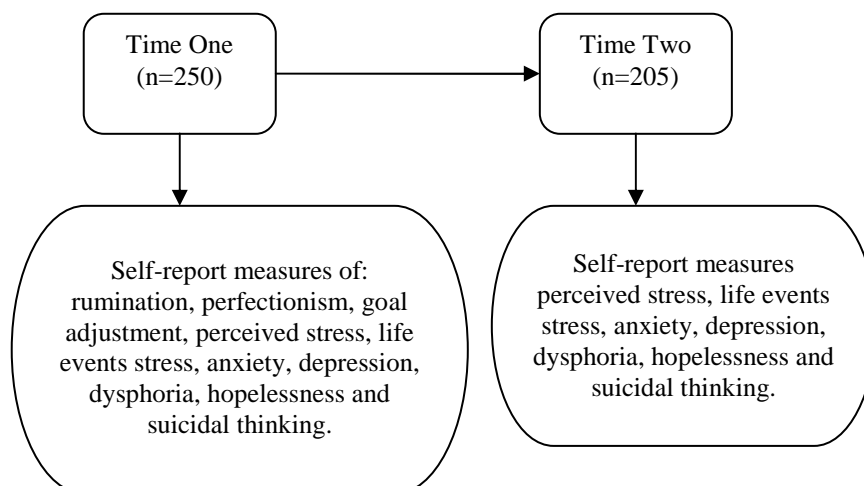 Time One
(n=250)
Time Two
(n=205)
Self-report measures of:
rumination, perfectionism, goal
adjustment, perceived stress, life
events stress, anxiety, depression,
dysphoria, hopelessness and
suicidal thinking.
Self-report measures
perceived stress, life events
stress, anxiety, depression,
dysphoria, hopelessness and
suicidal thinking.